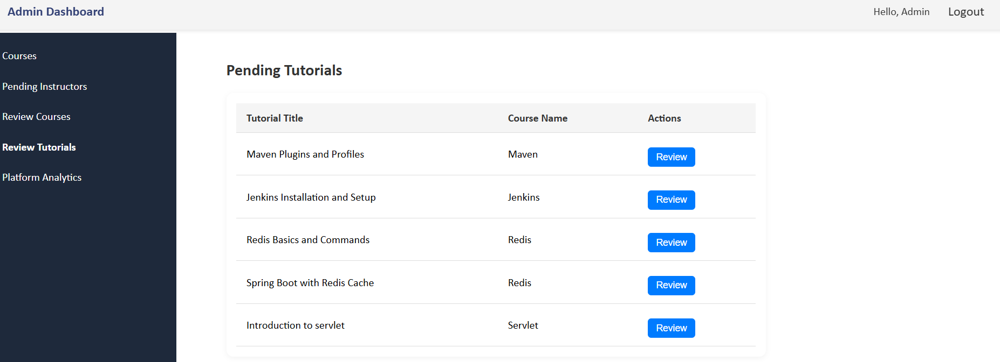 Admin Dashboard
Hello, Admin Logout
Courses
Pending Instructors
Review Courses
Review Tutorials
Platform Analytics
Pending Tutorials
Tutorial Title Course Name Actions
Maven Plugins and Profiles Maven Review
Jenkins Installation and Setup Jenkins Review
Redis Basics and Commands Redis Review
Spring Boot with Redis Cache Redis Review
Introduction to servlet Servlet Review